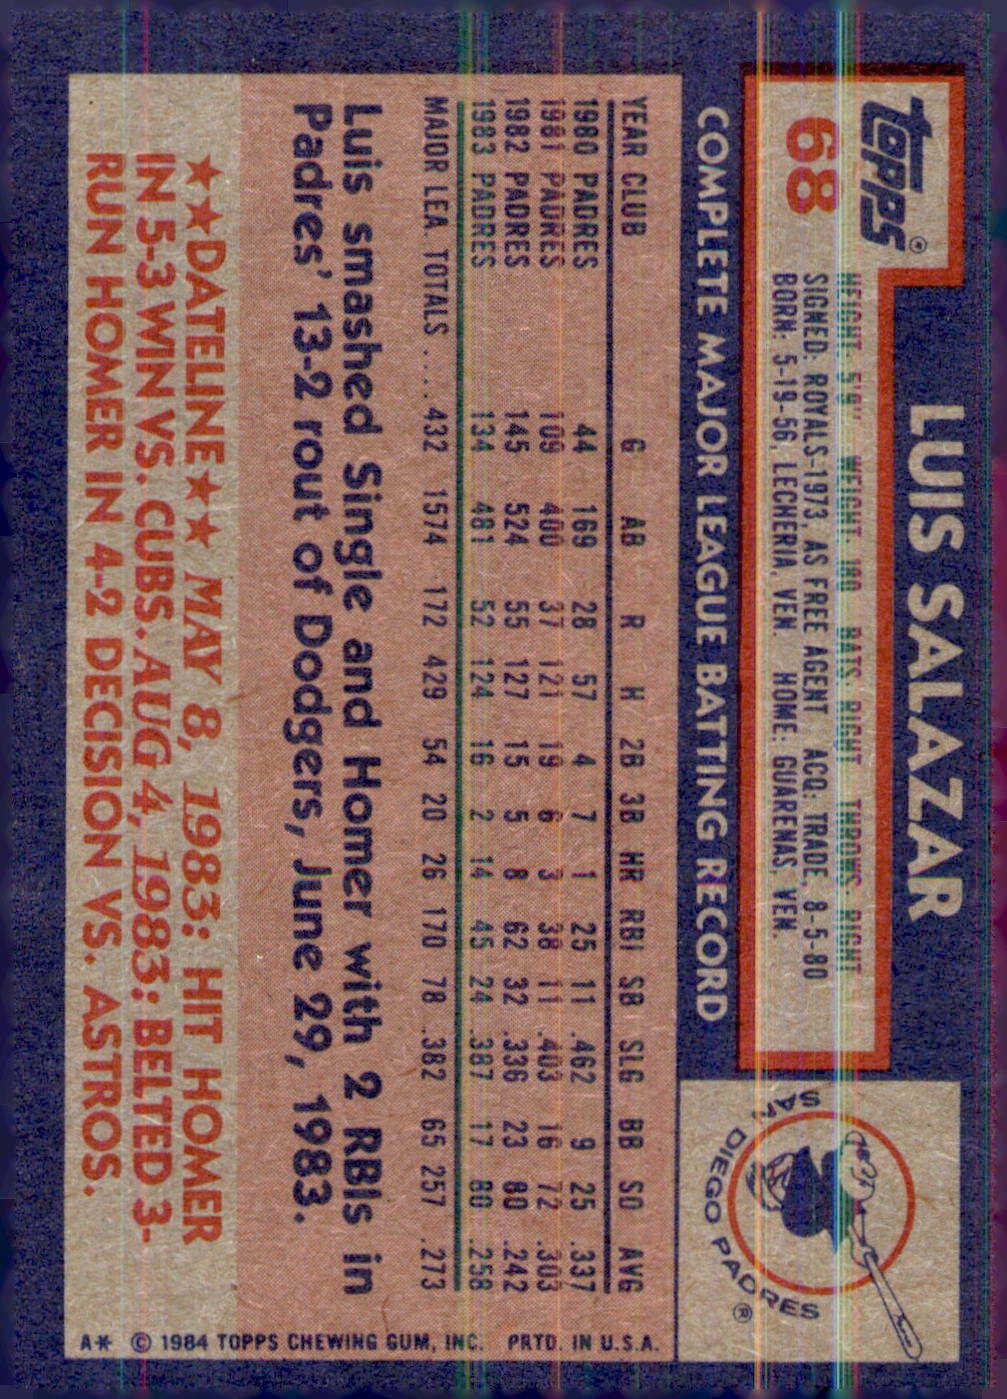 Topps®
68
LUIS SALAZAR
HEIGHT: 5'9" WEIGHT: 180 BATS: RIGHT THROWS: RIGHT
SIGNED: ROYALS-1973, AS FREE AGENT ACQ: TRADE, 8-5-80
BORN: 5-19-56, LECHERIA, VEN. HOME: GUARENAS, VEN.
SAN DIEGO PADRES®
COMPLETE MAJOR LEAGUE BATTING RECORD
YEAR CLUB G AB R H 2B 3B HR RBI SB SLG BB SO AVG
1980 PADRES 44 169 28 57 4 7 1 25 11 .462 9 25 .337
1981 PADRES 109 400 37 121 19 6 3 38 11 .403 16 72 .303
1982 PADRES 145 524 55 127 15 5 8 62 32 .336 23 80 .242
1983 PADRES 134 481 52 124 16 2 14 45 24 .387 17 80 .258
MAJOR LEA. TOTALS .... 432 1574 172 429 54 20 26 170 78 .382 65 257 .273
Luis smashed Single and Homer with 2 RBIs in
Padres' 13-2 rout of Dodgers, June 29, 1983.
★★DATELINE★★ MAY 8, 1983: HIT HOMER
IN 5-3 WIN VS. CUBS. AUG 4, 1983: BELTED 3-
RUN HOMER IN 4-2 DECISION VS. ASTROS.
A* © 1984 TOPPS CHEWING GUM, INC. PRTD. IN U.S.A.